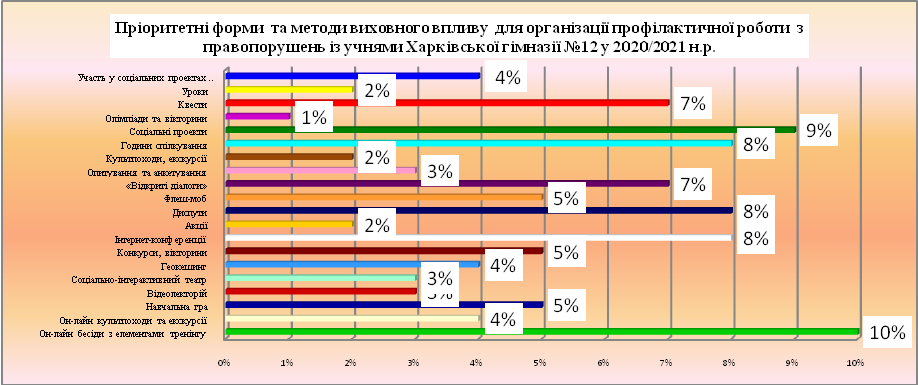 Пріоритетні форми та методи виховного впливу для організації профілактичної роботи з
правопорушень із учнями Харківської гімназії №12 у 2020/2021 н.р.
Участь у соціальних проектах .. 4%
Уроки 2%
Квести 7%
Олімпіади та вікторини 1%
Соціальні проекти 9%
Години спілкування 8%
Культпоходи, екскурсії 2%
Опитування та анкетування 3%
«Відкриті діалоги» 7%
Флеш-моб 5%
Диспути 8%
Акції 2%
Інтернет-конференції 8%
Конкурси, вікторини 5%
Геокешинг 4%
Соціально-інтерактивний театр 3%
Відеолекторій 3%
Навчальна гра 5%
Он-лайн культпоходи та екскурсії 4%
Он-лайн бесіди з елементами тренінгу 10%
0% 1% 2% 3% 4% 5% 6% 7% 8% 9% 10%